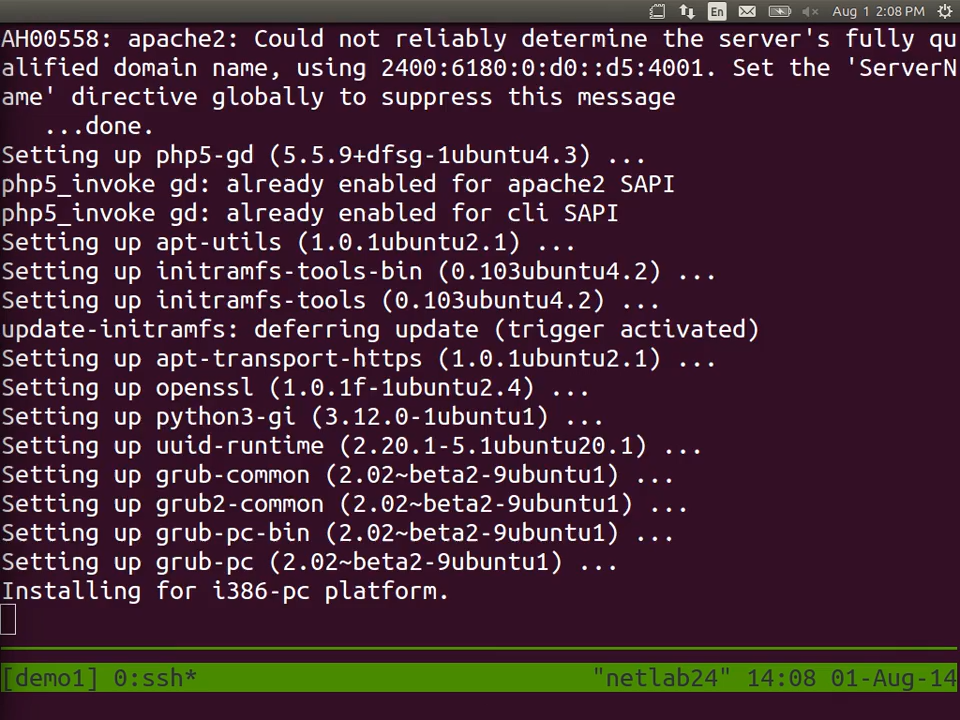 En Aug 1 2:08 PM
AH00558: apache2: Could not reliably determine the server's fully qu
alified domain name, using 2400:6180:0:d0::d5:4001. Set the 'ServerN
ame' directive globally to suppress this message
   ...done.
Setting up php5-gd (5.5.9+dfsg-1ubuntu4.3) ...
php5_invoke gd: already enabled for apache2 SAPI
php5_invoke gd: already enabled for cli SAPI
Setting up apt-utils (1.0.1ubuntu2.1) ...
Setting up initramfs-tools-bin (0.103ubuntu4.2) ...
Setting up initramfs-tools (0.103ubuntu4.2) ...
update-initramfs: deferring update (trigger activated)
Setting up apt-transport-https (1.0.1ubuntu2.1) ...
Setting up openssl (1.0.1f-1ubuntu2.4) ...
Setting up python3-gi (3.12.0-1ubuntu1) ...
Setting up uuid-runtime (2.20.1-5.1ubuntu20.1) ...
Setting up grub-common (2.02~beta2-9ubuntu1) ...
Setting up grub2-common (2.02~beta2-9ubuntu1) ...
Setting up grub-pc-bin (2.02~beta2-9ubuntu1) ...
Setting up grub-pc (2.02~beta2-9ubuntu1) ...
Installing for i386-pc platform.
[demo1] 0:ssh* "netlab24" 14:08 01-Aug-14